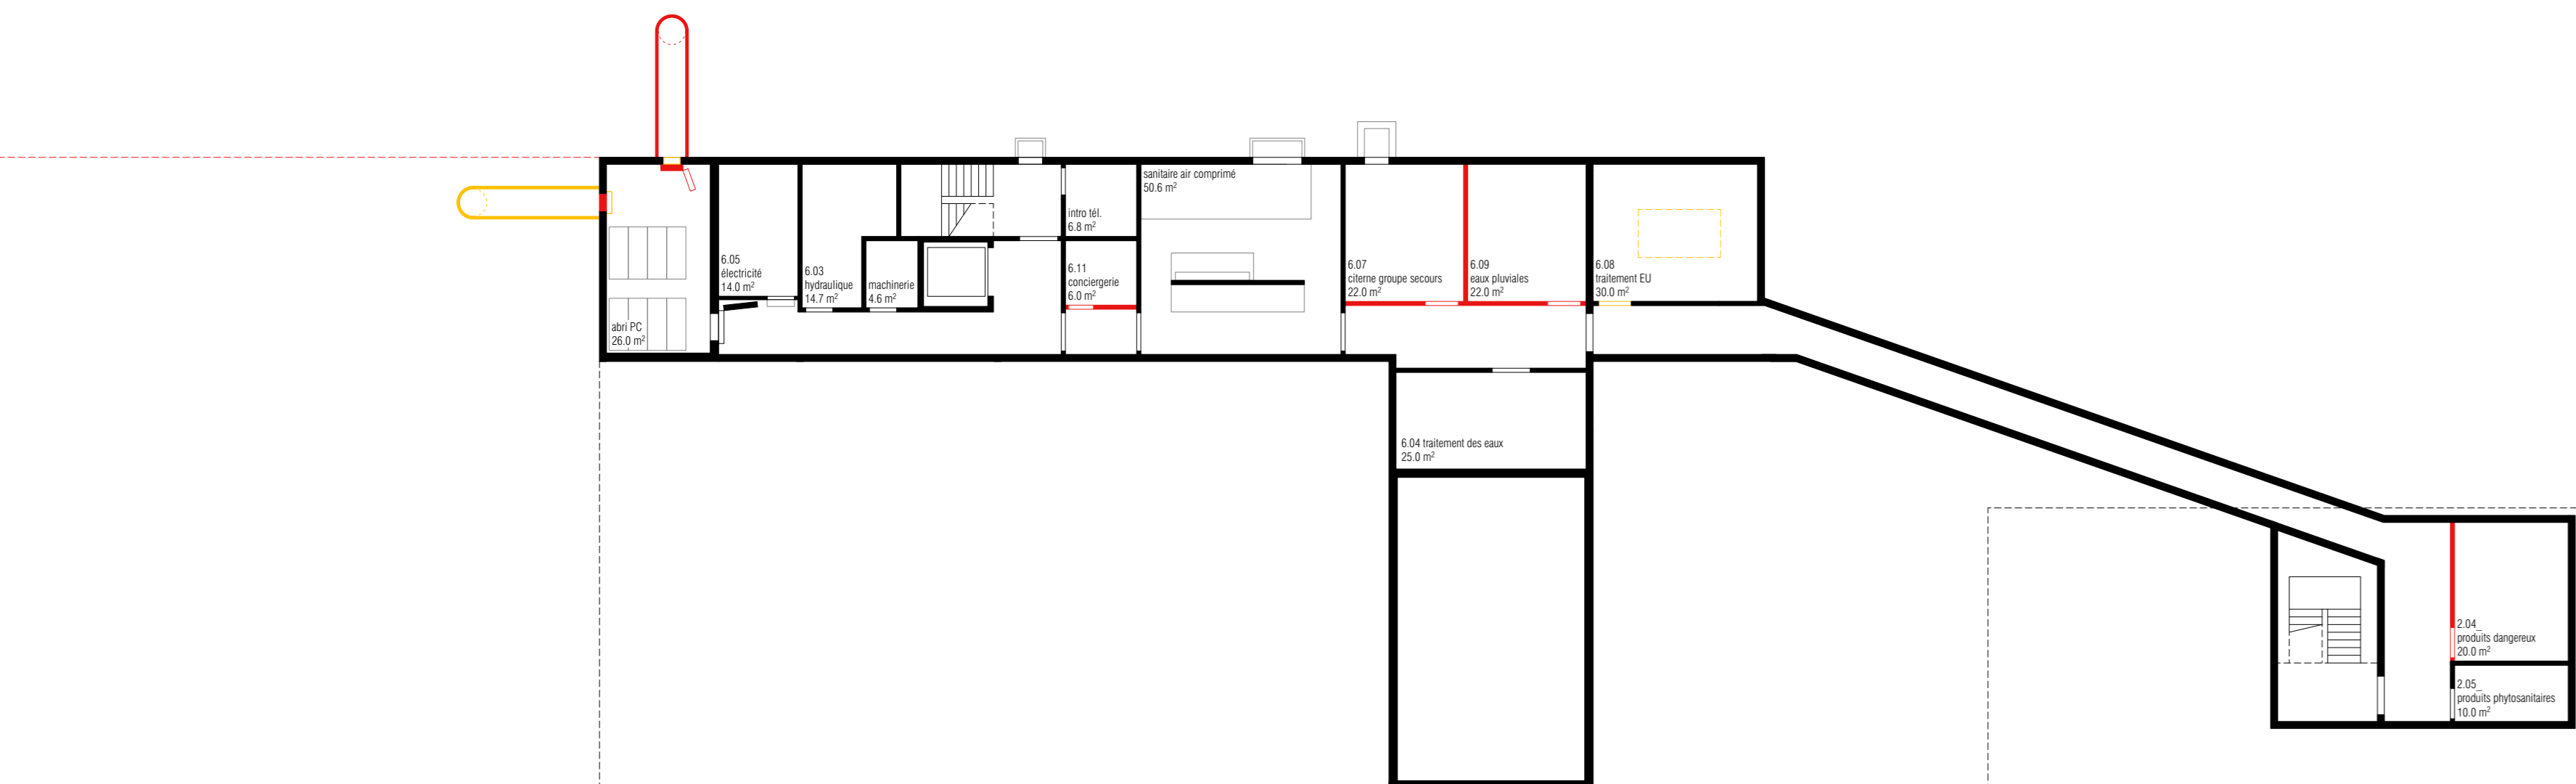 abri PC
26.0 m²
6.05
électricité
14.0 m²
6.03
hydraulique
14.7 m²
machinerie
4.6 m²
intro tél.
6.8 m²
6.11
conciergerie
6.0 m²
sanitaire air comprimé
50.6 m²
6.07
citerne groupe secours
22.0 m²
6.09
eaux pluviales
22.0 m²
6.08
traitement EU
30.0 m²
6.04 traitement des eaux
25.0 m²
2.04_
produits dangereux
20.0 m²
2.05_
produits phytosanitaires
10.0 m²